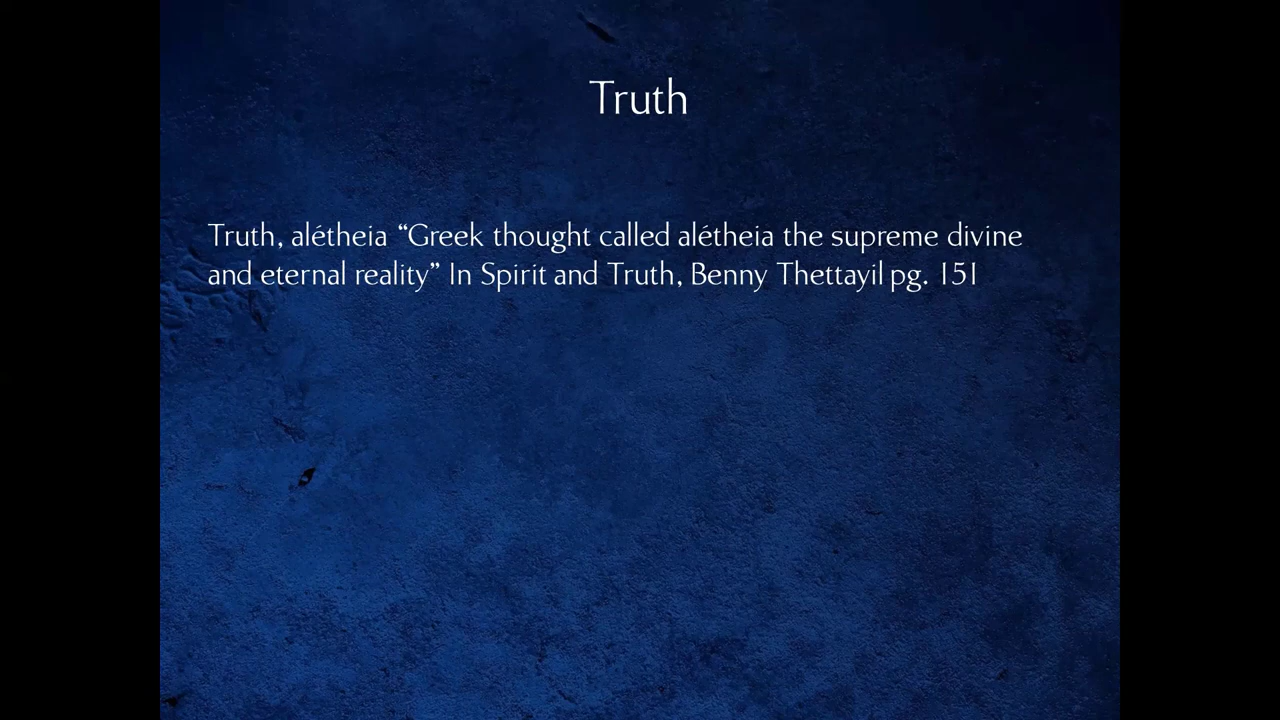 Truth
Truth, alétheia “Greek thought called alétheia the supreme divine
and eternal reality” In Spirit and Truth, Benny Thettayil pg. 151